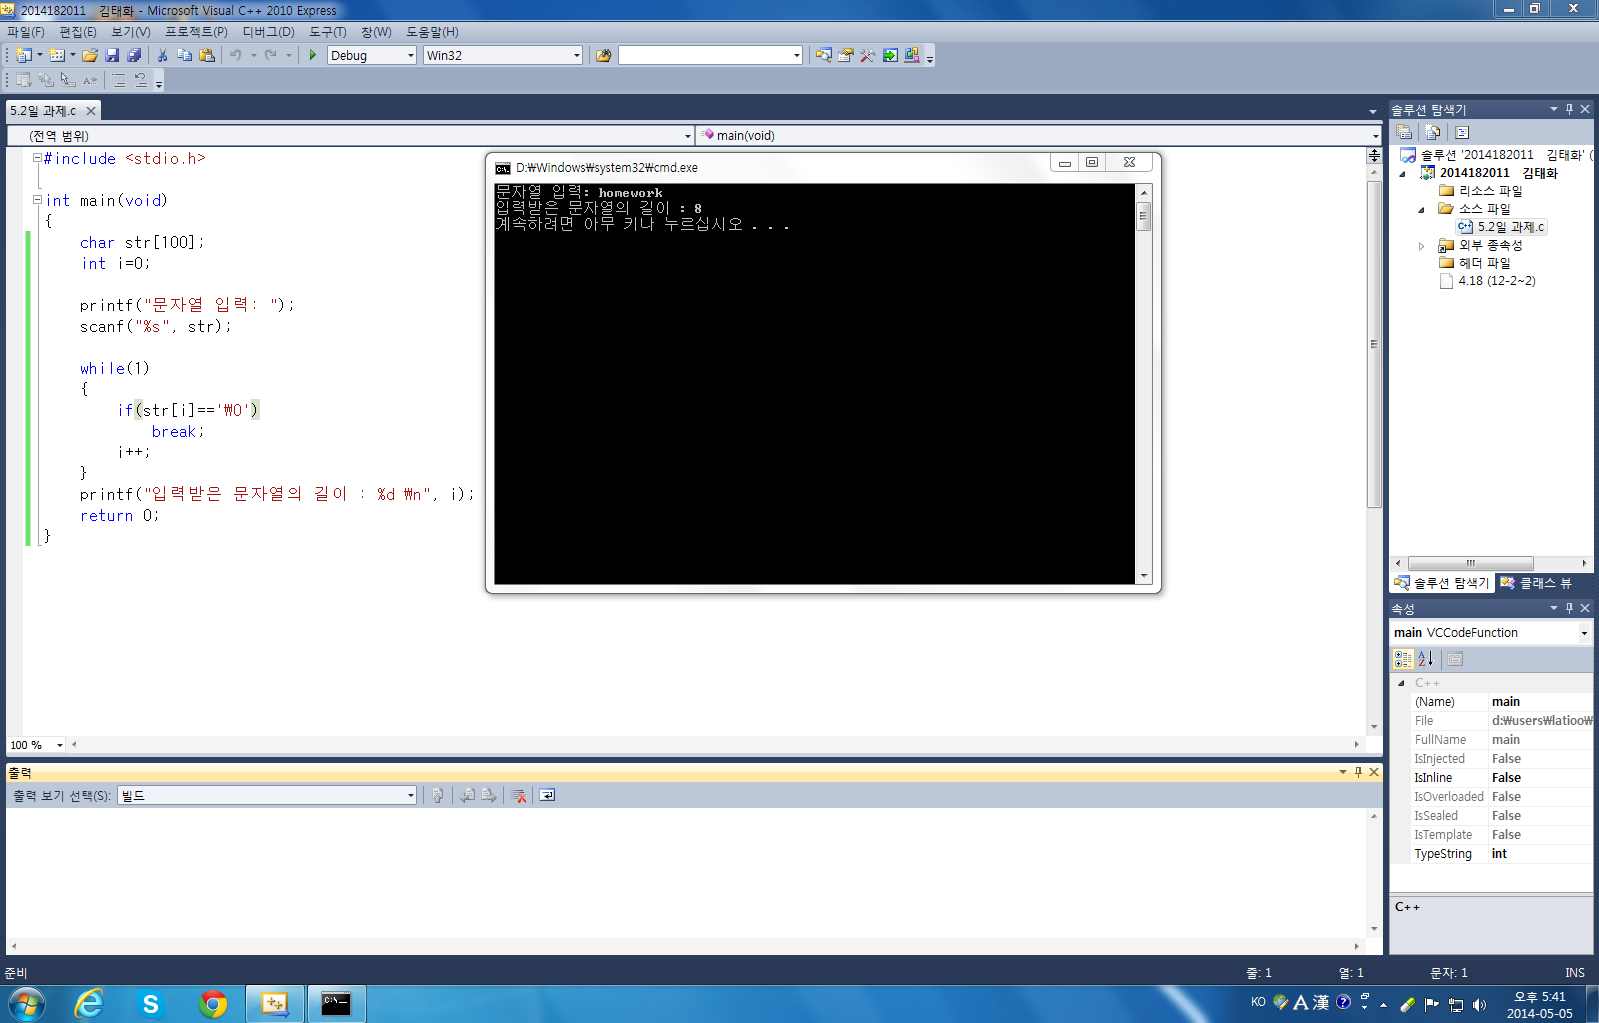 2014182011 김태화 - Microsoft Visual C++ 2010 Express
파일(F) 편집(E) 보기(V) 프로젝트(P) 디버그(D) 도구(T) 창(W) 도움말(H)
Debug Win32
5.2일 과제.c
(전역 범위) main(void)
#include <stdio.h>
int main(void)
{
char str[100];
int i=0;
printf("문자열 입력: ");
scanf("%s", str);
while(1)
{
if(str[i]=='₩0')
break;
i++;
}
printf("입력받은 문자열의 길이 : %d ₩n", i);
return 0;
}
100 %
D:₩Windows₩system32₩cmd.exe
문자열 입력: homework
입력받은 문자열의 길이 : 8
계속하려면 아무 키나 누르십시오 . . .
솔루션 탐색기
솔루션 '2014182011 김태화' (
2014182011 김태화
리소스 파일
소스 파일
5.2일 과제.c
외부 종속성
헤더 파일
4.18 (12-2~2)
솔루션 탐색기 클래스 뷰
속성
main VCCodeFunction
C++
(Name) main
File d:₩users₩latioo₩
FullName main
IsInjected False
IsInline False
IsOverloaded False
IsSealed False
IsTemplate False
TypeString int
C++
출력
출력 보기 선택(S): 빌드
준비 줄: 1 열: 1 문자: 1 INS
KO A 漢
오후 5:41
2014-05-05